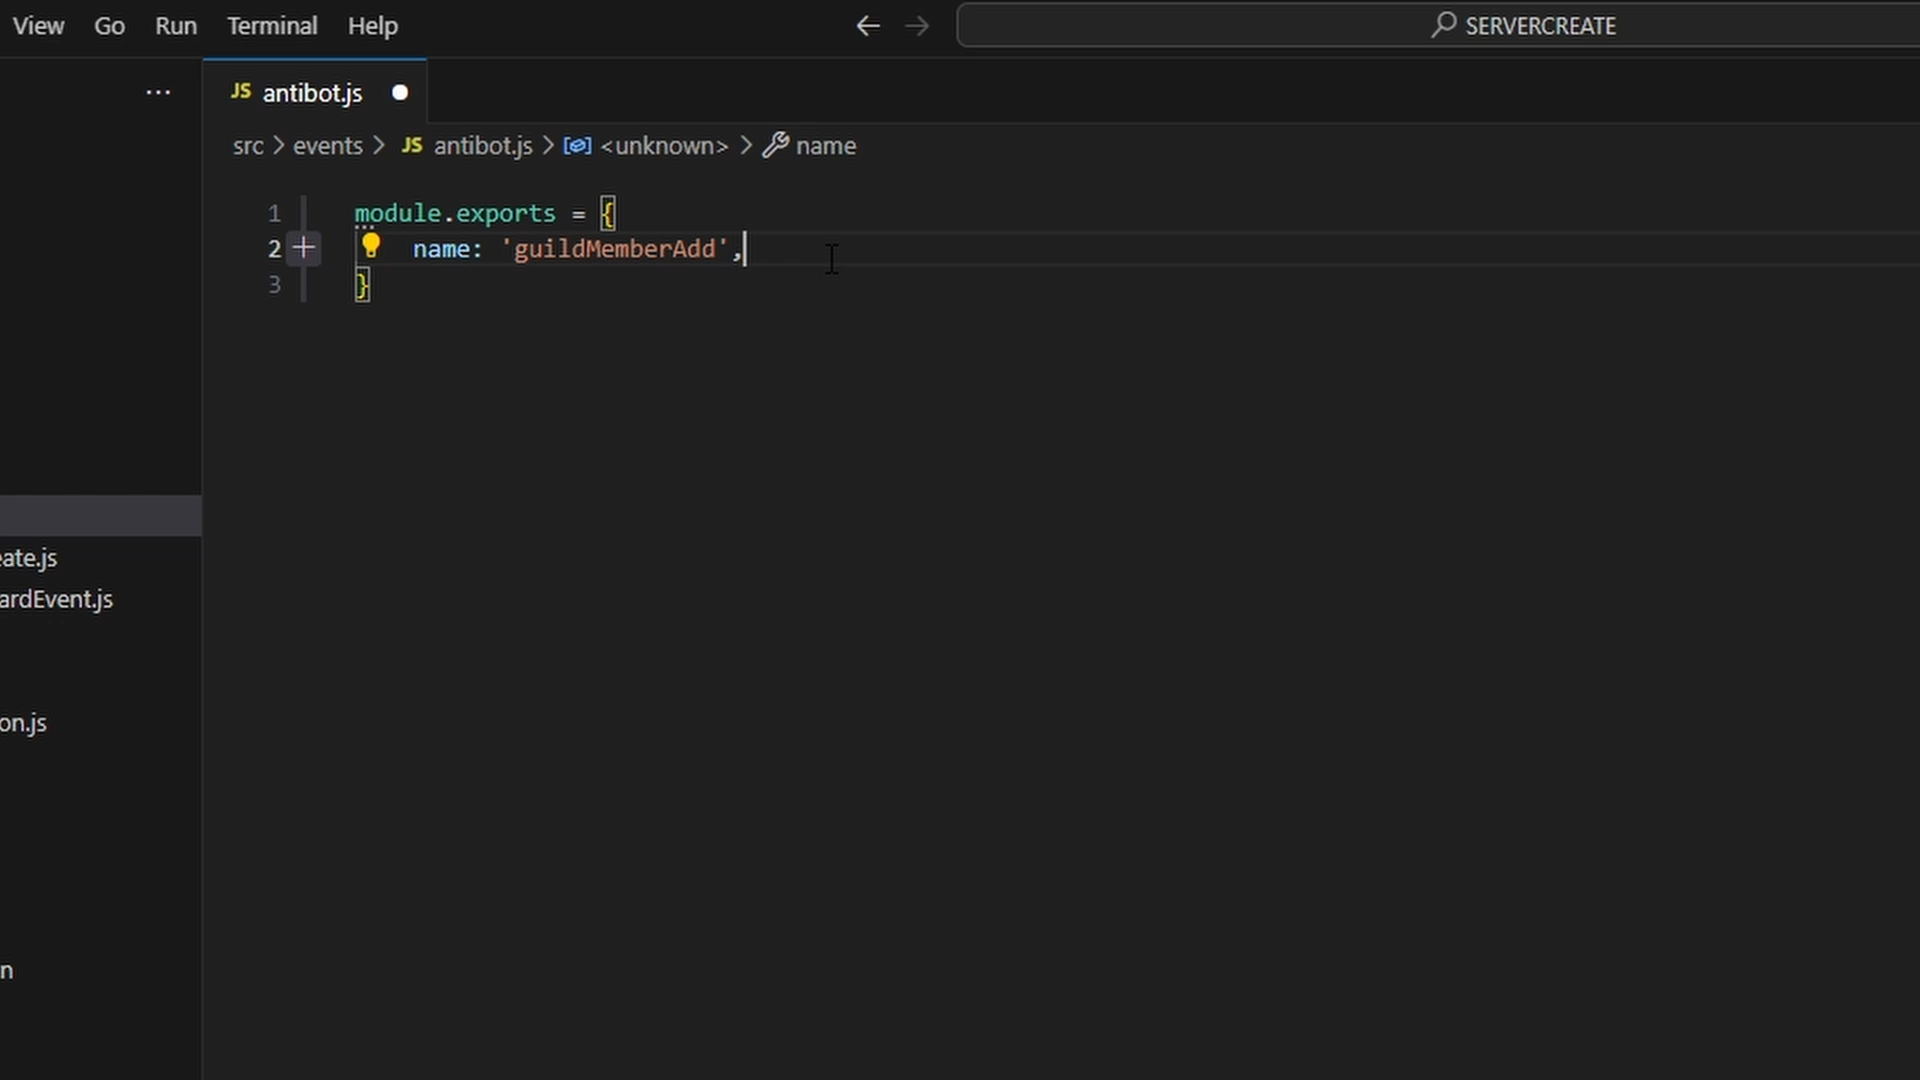 View Go Run Terminal Help SERVERCREATE
JS antibot.js
src > events > JS antibot.js > <unknown> > name
1 module.exports = {
2 name: 'guildMemberAdd',
3 }
eate.js
ardEvent.js
on.js
n